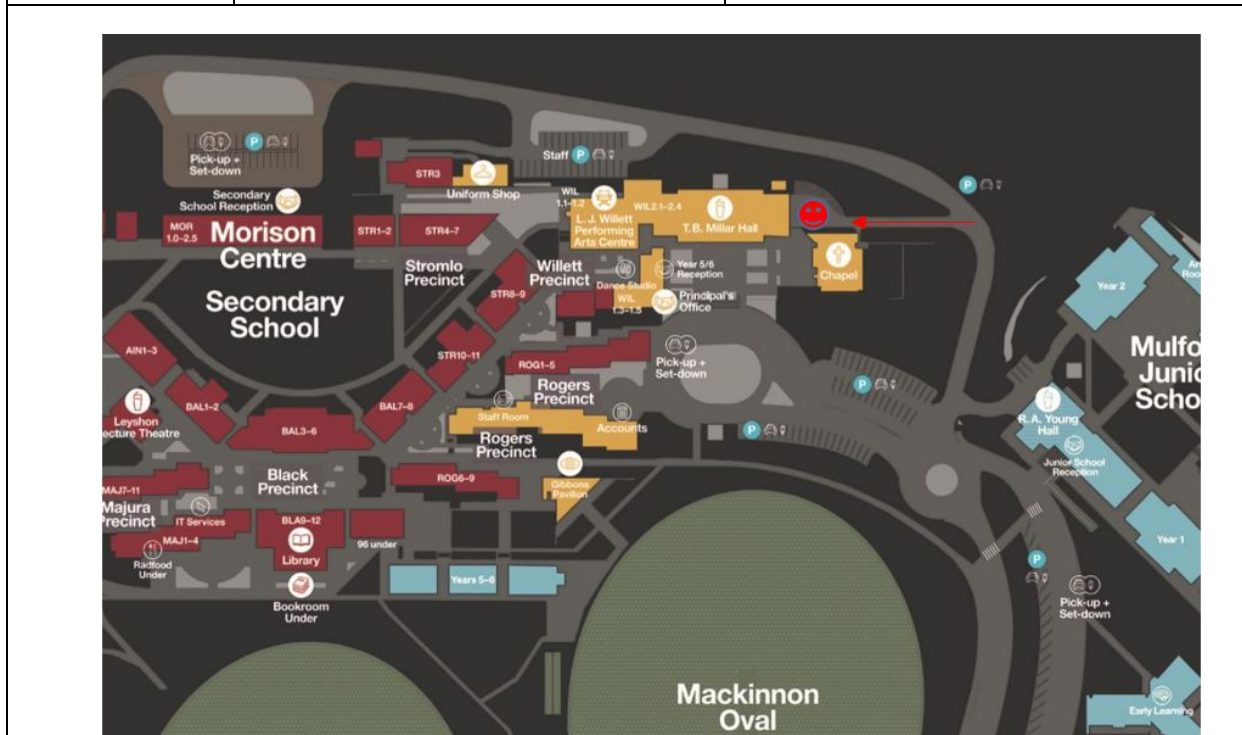 Pick-up +
Set-down
P
Secondary
School Reception
MOR
1.0–2.5
Morison
Centre
Secondary
School
STR3
Uniform Shop
STR1–2
STR4–7
Stromlo
Precinct
Staff P
WIL
1.1–1.2
L. J. Willett
Performing
Arts Centre
WIL2.1–2.4
T.B. Millar Hall
Chapel
P
Willett
Precinct
Dance Studio
Year 5/6
Reception
WIL
1.3–1.5
Principal's
Office
STR8–9
STR10–11
ROG1–5
Rogers
Precinct
Pick-up +
Set-down
P
P
Staff Room
Accounts
Rogers
Precinct
AIN1–3
BAL1–2
Leyshon
ecture Theatre
BAL3–6
BAL7–8
Black
Precinct
ROG6–9
Gibbons
Pavilion
MAJ7–11
Majura
Precinct
IT Services
MAJ1–4
Radfood
Under
BLA9–12
Library
96 under
Bookroom
Under
Years 5–6
Mackinnon
Oval
Year 2
Mulfo
Junio
Scho
R. A. Young
Hall
Junior School
Reception
Year 1
P
Pick-up +
Set-down
Early Learning